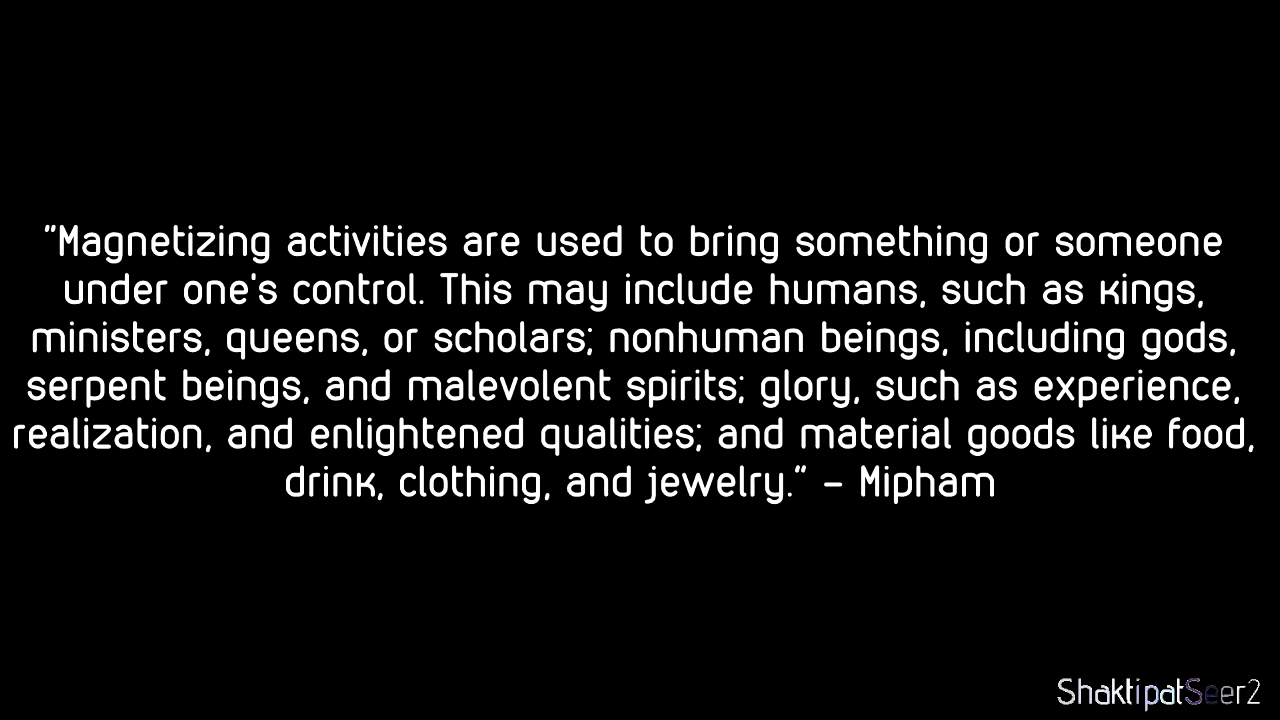 "Magnetizing activities are used to bring something or someone
under one's control. This may include humans, such as kings,
ministers, queens, or scholars; nonhuman beings, including gods,
serpent beings, and malevolent spirits; glory, such as experience,
realization, and enlightened qualities; and material goods like food,
drink, clothing, and jewelry." – Mipham
ShaktipatSeer2